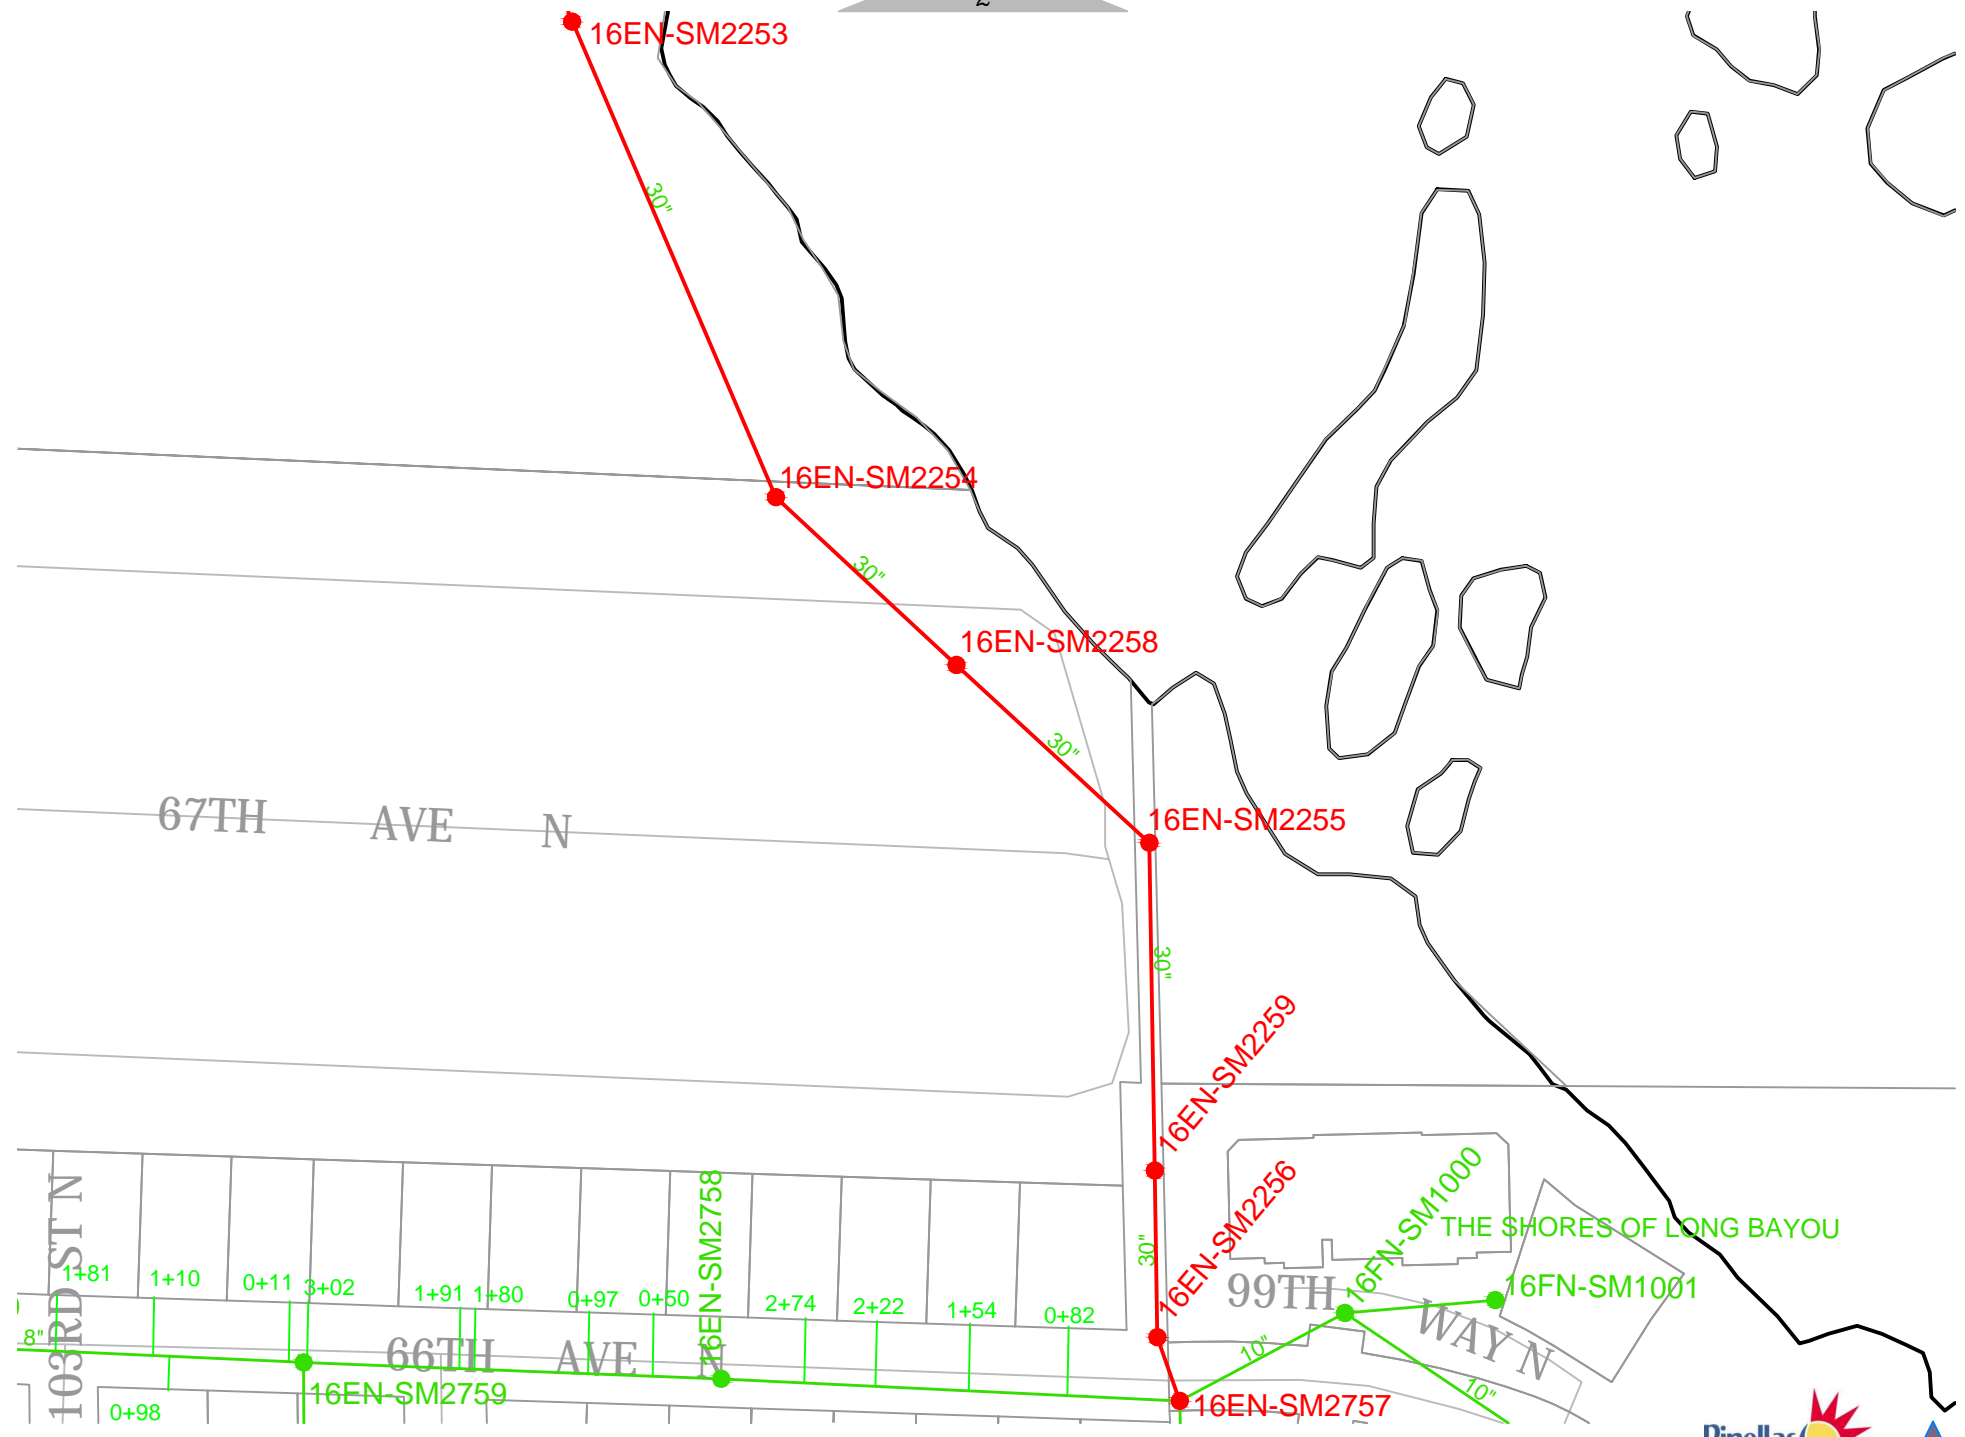 16EN-SM2253
30"
16EN-SM2254
30"
16EN-SM2258
30"
16EN-SM2255
67TH AVE N
30"
16EN-SM2259
16EN-SM2256
30"
16FN-SM1000
THE SHORES OF LONG BAYOU
16FN-SM1001
99TH WAY N
16EN-SM2758
103RD ST N
1+81
1+10
0+11
3+02
1+91
1+80
0+97
0+50
2+74
2+22
1+54
0+82
8"
66TH AVE N
10"
10"
16EN-SM2759
16EN-SM2757
0+98